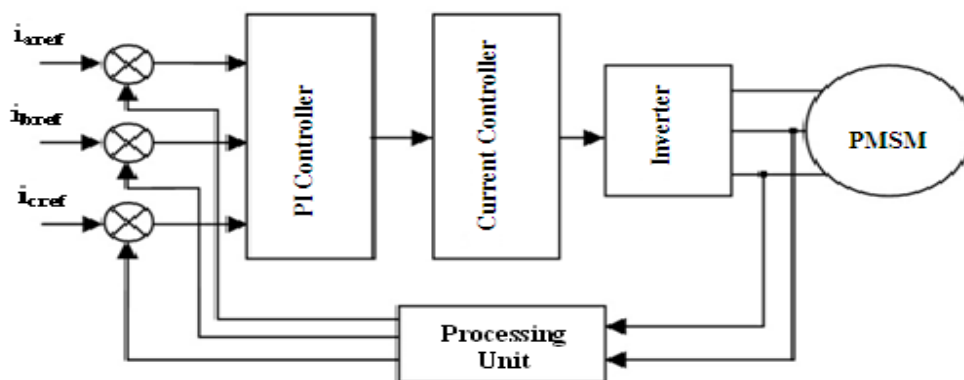 iaref
ibref
icref
PI Controller
Current Controller
Inverter
PMSM
Processing
Unit